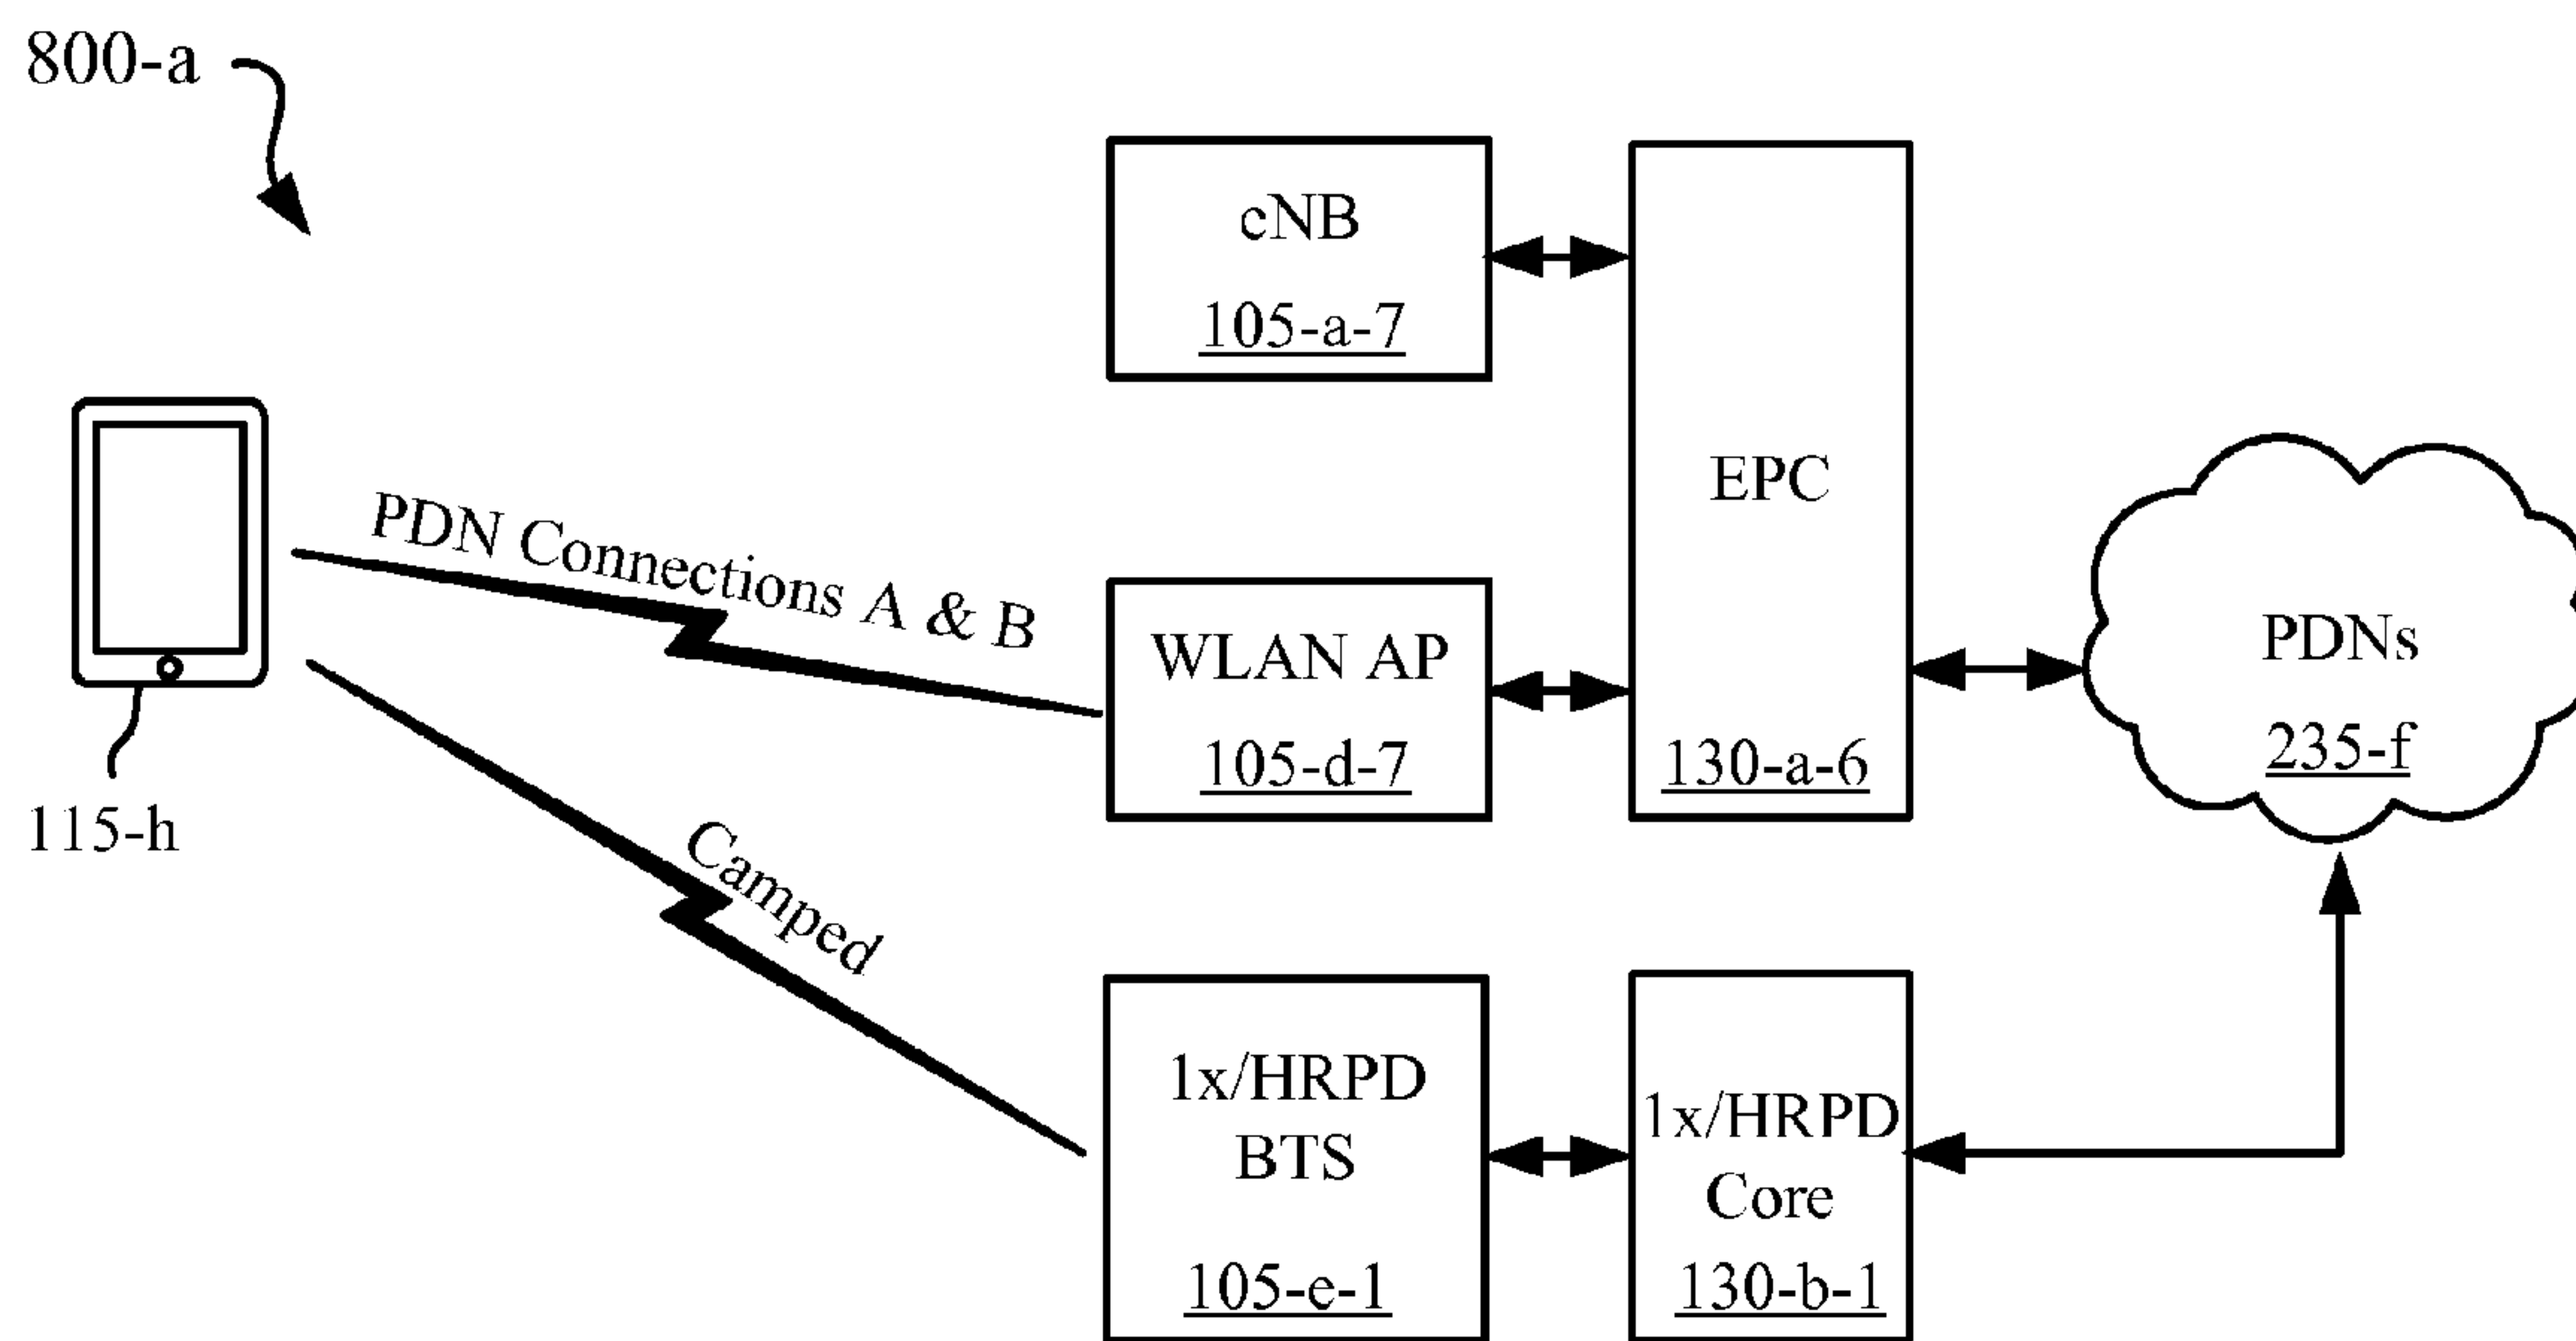 800-a
cNB
105-a-7
EPC
130-a-6
PDN Connections A & B
WLAN AP
105-d-7
PDNs
235-f
115-h
Camped
1x/HRPD
BTS
105-e-1
1x/HRPD
Core
130-b-1